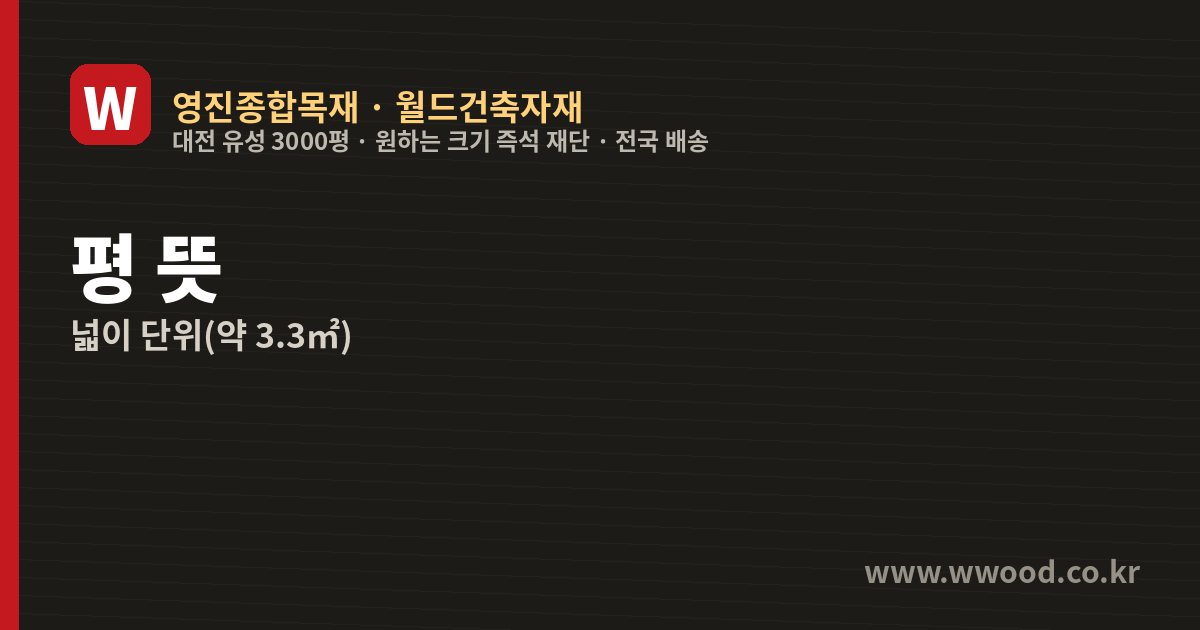 W
영진종합목재 · 월드건축자재
대전 유성 3000평 · 원하는 크기 즉석 재단 · 전국 배송
평 뜻
넓이 단위(약 3.3㎡)
www.wwood.co.kr